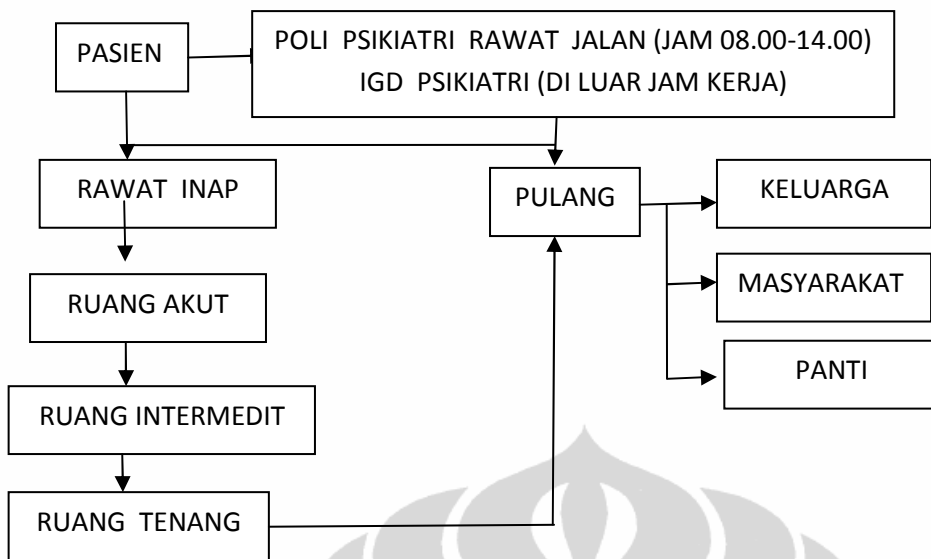 PASIEN
POLI PSIKIATRI RAWAT JALAN (JAM 08.00-14.00)
IGD PSIKIATRI (DI LUAR JAM KERJA)
RAWAT INAP
PULANG
KELUARGA
RUANG AKUT
MASYARAKAT
PANTI
RUANG INTERMEDIT
RUANG TENANG